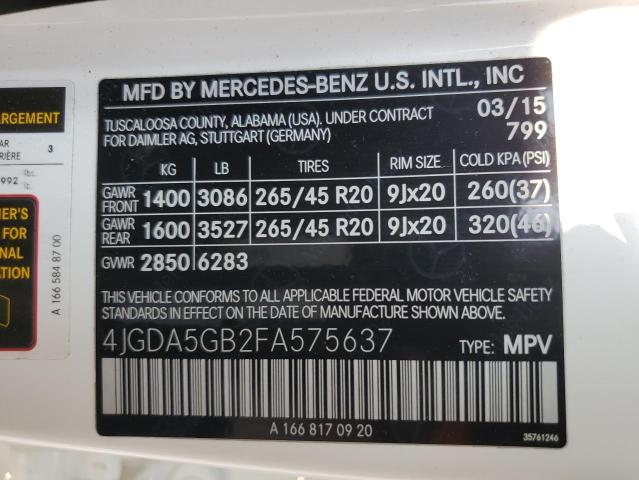 MFD BY MERCEDES-BENZ U.S. INTL., INC
TUSCALOOSA COUNTY, ALABAMA (USA). UNDER CONTRACT
FOR DAIMLER AG, STUTTGART (GERMANY)
03/15
799
KG LB TIRES RIM SIZE COLD KPA (PSI)
GAWR FRONT 1400 3086 265/45 R20 9Jx20 260(37)
GAWR REAR 1600 3527 265/45 R20 9Jx20 320(46)
GVWR 2850 6283
THIS VEHICLE CONFORMS TO ALL APPLICABLE FEDERAL MOTOR VEHICLE SAFETY
STANDARDS IN EFFECT ON THE DATE OF MANUFACTURE SHOWN ABOVE.
4JGDA5GB2FA575637 TYPE: MPV
A 166 817 09 20
35761246
3
992 lbs.
A 166 584 87 00